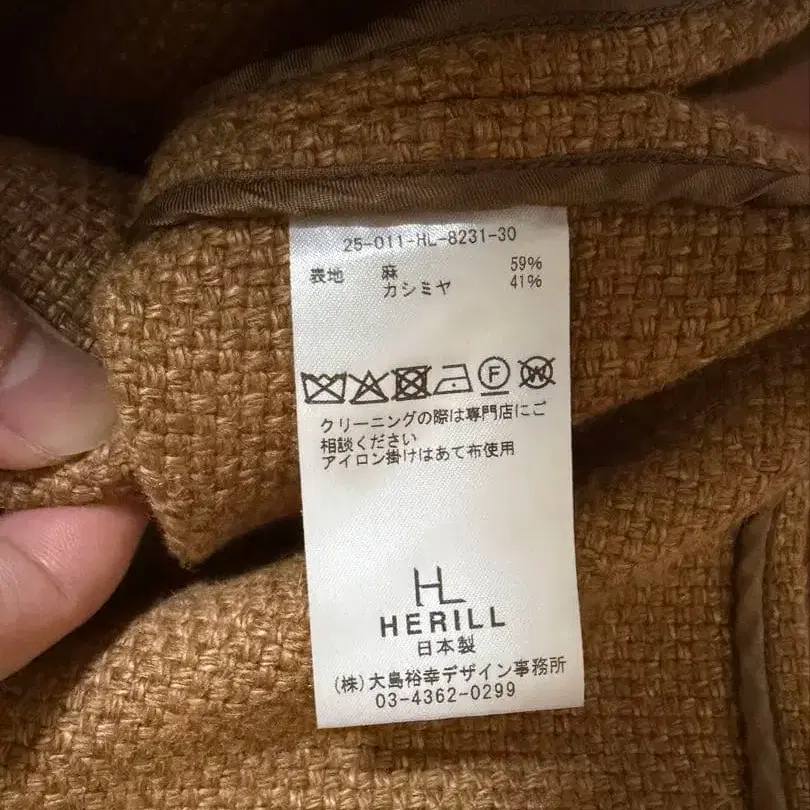 25-011-HL-8231-30
表地 麻 59%
カシミヤ 41%
F W
クリーニングの際は専門店にご
相談ください
アイロン掛けはあて布使用
HL
HERILL
日本製
(株)大島裕幸デザイン事務所
03-4362-0299